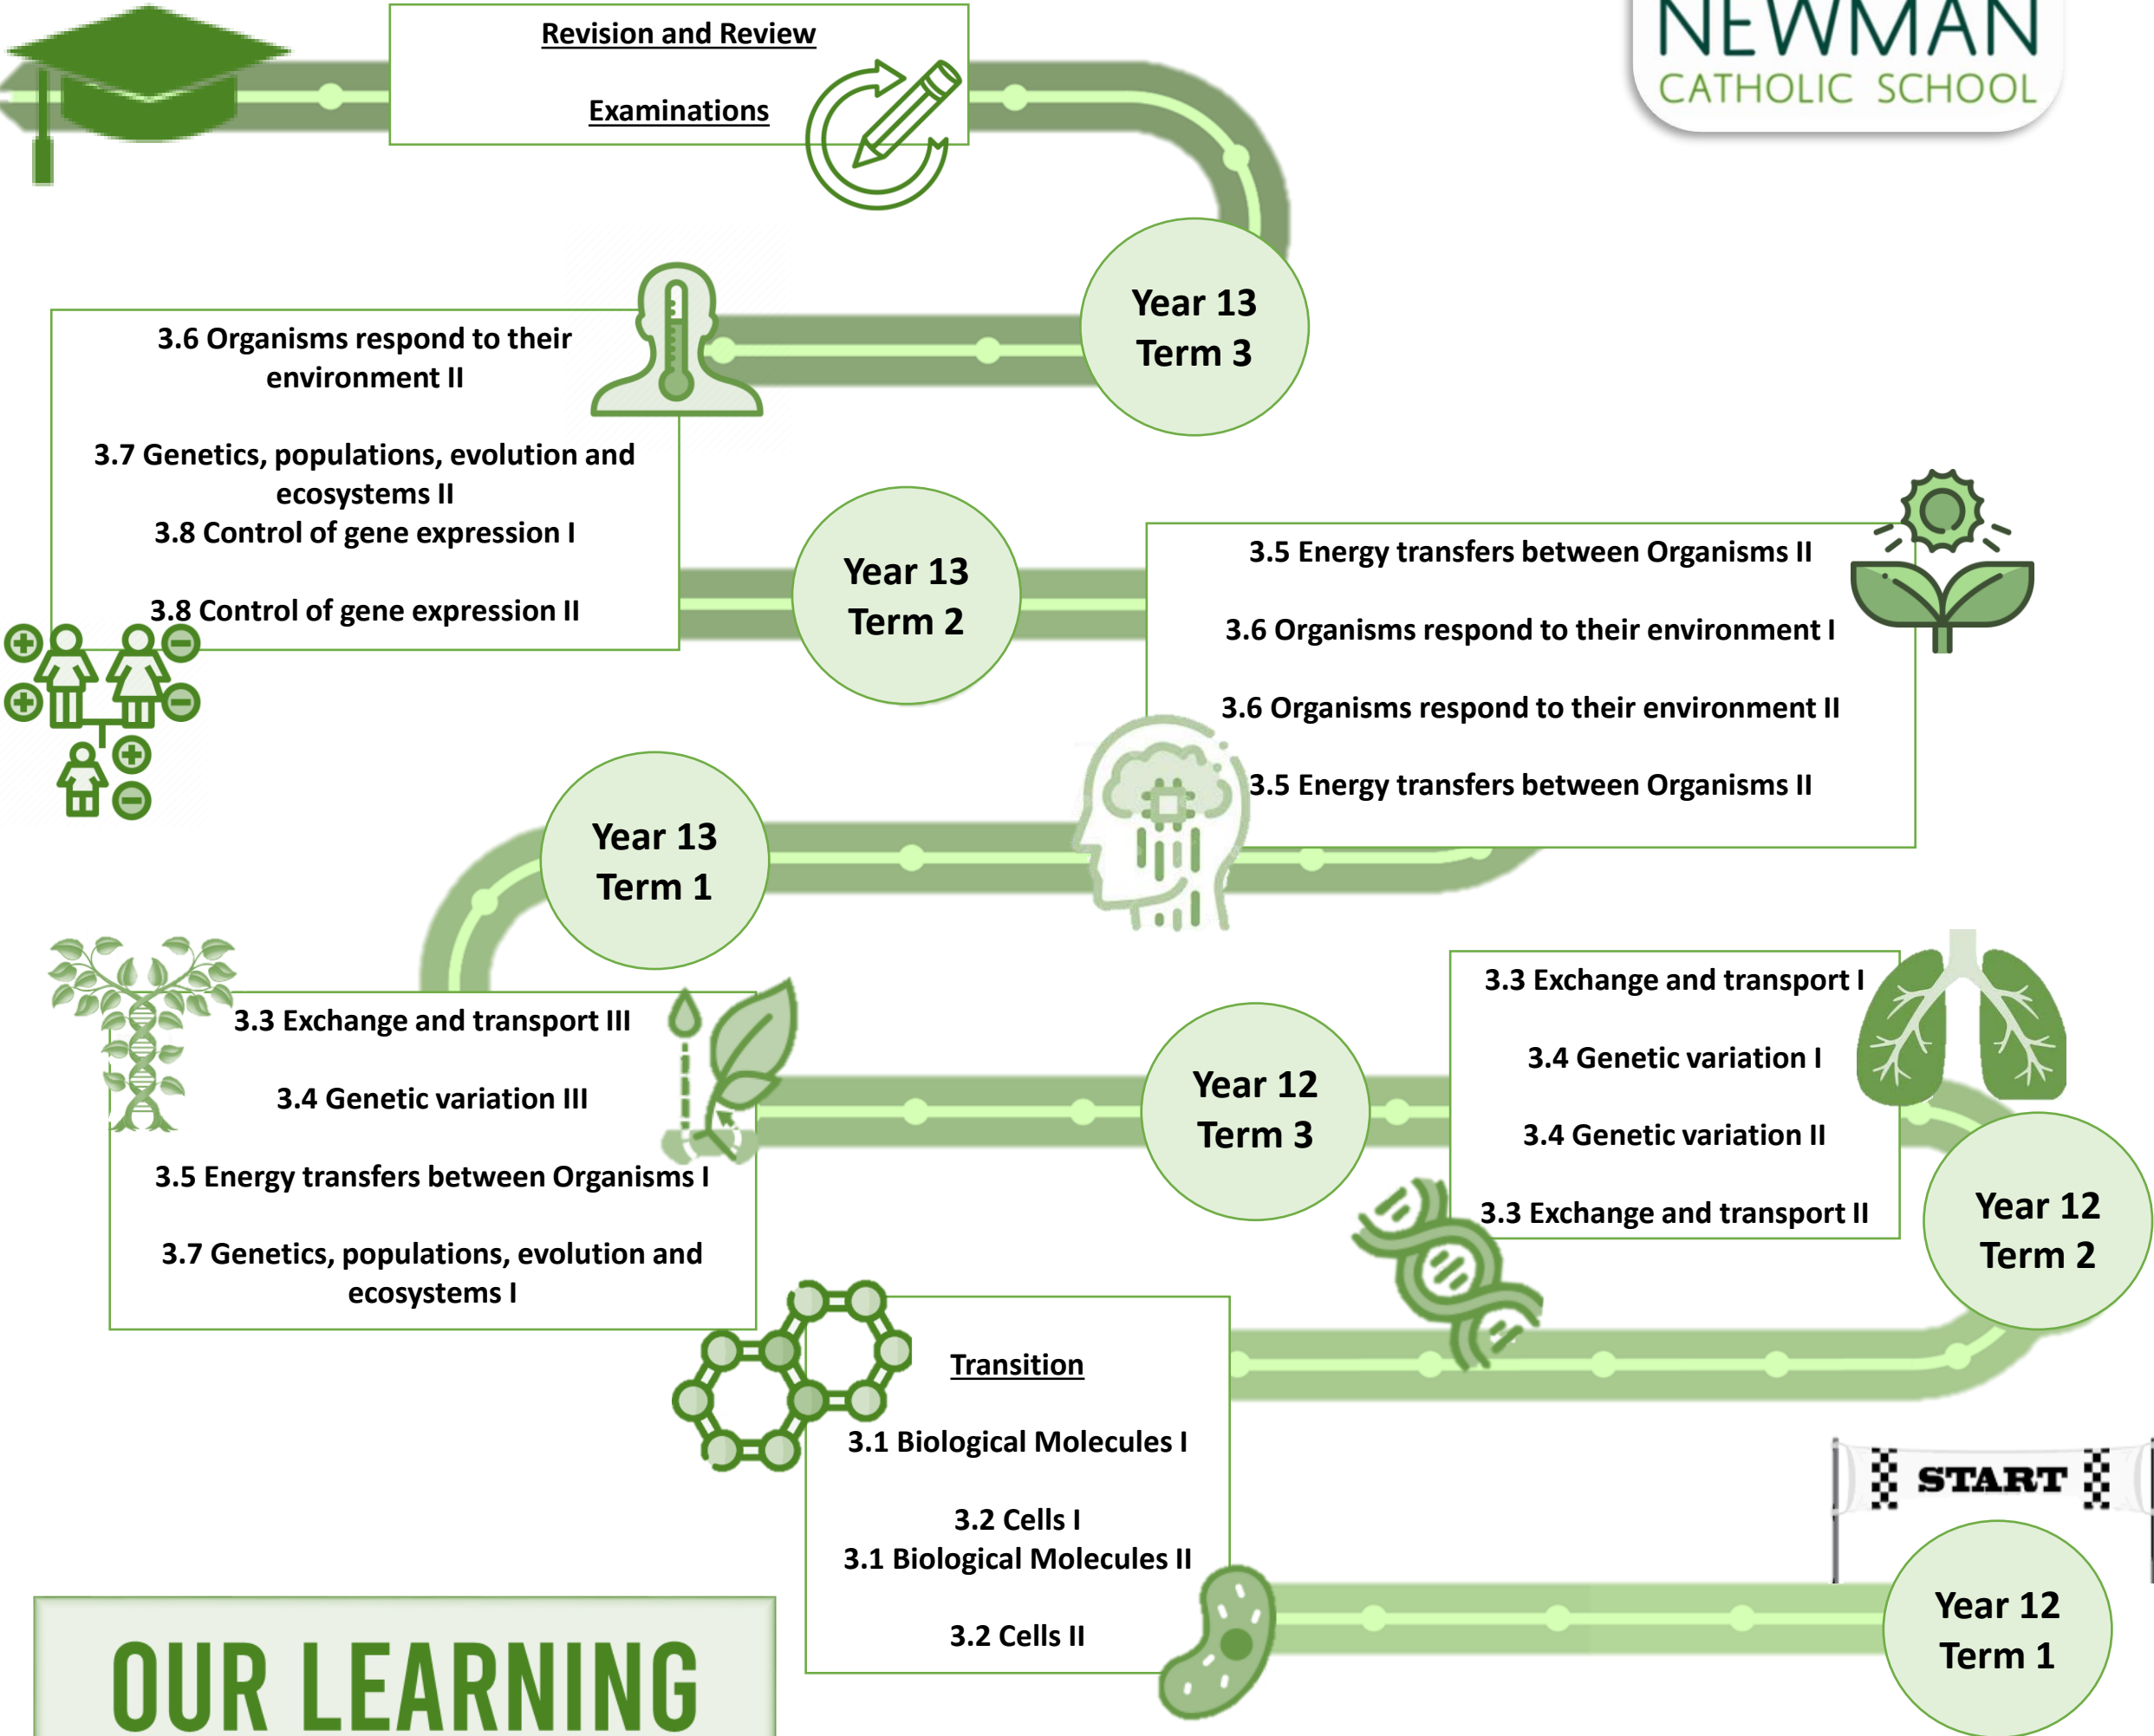 NEWMAN
CATHOLIC SCHOOL
Revision and Review
Examinations
Year 13
Term 3
3.6 Organisms respond to their
environment II
3.7 Genetics, populations, evolution and
ecosystems II
3.8 Control of gene expression I
3.8 Control of gene expression II
Year 13
Term 2
3.5 Energy transfers between Organisms II
3.6 Organisms respond to their environment I
3.6 Organisms respond to their environment II
3.5 Energy transfers between Organisms II
Year 13
Term 1
3.3 Exchange and transport III
3.4 Genetic variation III
3.5 Energy transfers between Organisms I
3.7 Genetics, populations, evolution and
ecosystems I
Year 12
Term 3
3.3 Exchange and transport I
3.4 Genetic variation I
3.4 Genetic variation II
3.3 Exchange and transport II
Year 12
Term 2
Transition
3.1 Biological Molecules I
3.2 Cells I
3.1 Biological Molecules II
3.2 Cells II
START
Year 12
Term 1
OUR LEARNING